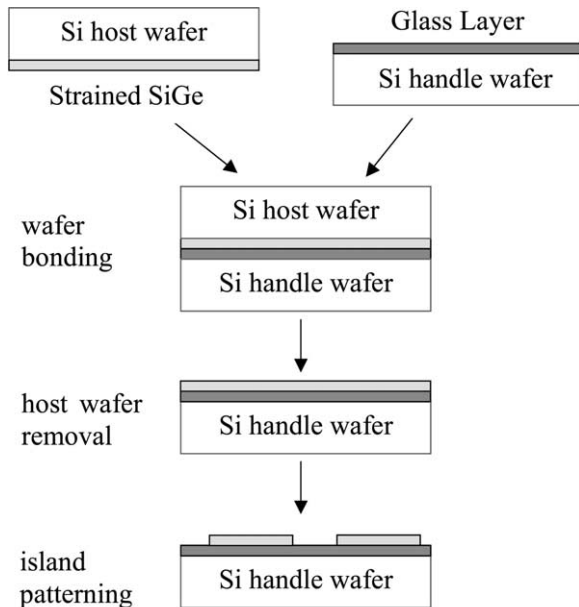 Si host wafer
Strained SiGe
Glass Layer
Si handle wafer
wafer
bonding
Si host wafer
Si handle wafer
host wafer
removal
Si handle wafer
island
patterning
Si handle wafer